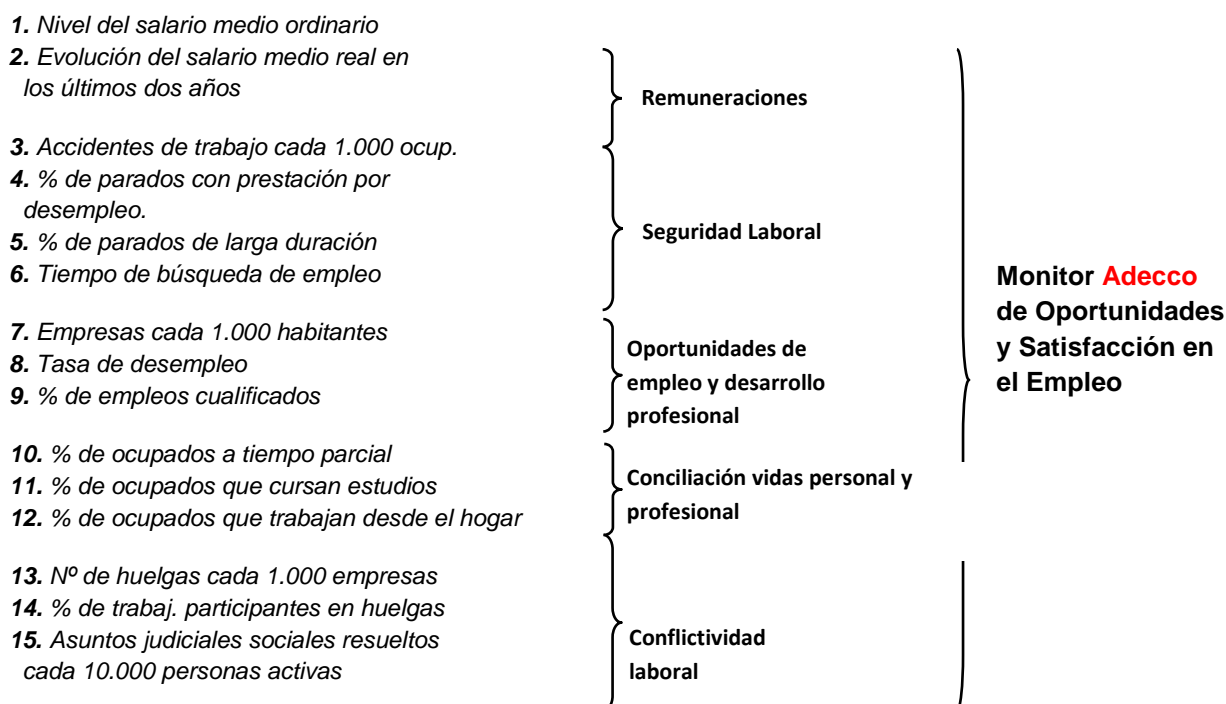 1. Nivel del salario medio ordinario
2. Evolución del salario medio real en
los últimos dos años
Remuneraciones
3. Accidentes de trabajo cada 1.000 ocup.
4. % de parados con prestación por
desempleo.
5. % de parados de larga duración
6. Tiempo de búsqueda de empleo
Seguridad Laboral
7. Empresas cada 1.000 habitantes
8. Tasa de desempleo
9. % de empleos cualificados
Oportunidades de
empleo y desarrollo
profesional
10. % de ocupados a tiempo parcial
11. % de ocupados que cursan estudios
12. % de ocupados que trabajan desde el hogar
Conciliación vidas personal y
profesional
13. Nº de huelgas cada 1.000 empresas
14. % de trabaj. participantes en huelgas
15. Asuntos judiciales sociales resueltos
cada 10.000 personas activas
Conflictividad
laboral
Monitor Adecco
de Oportunidades
y Satisfacción en
el Empleo